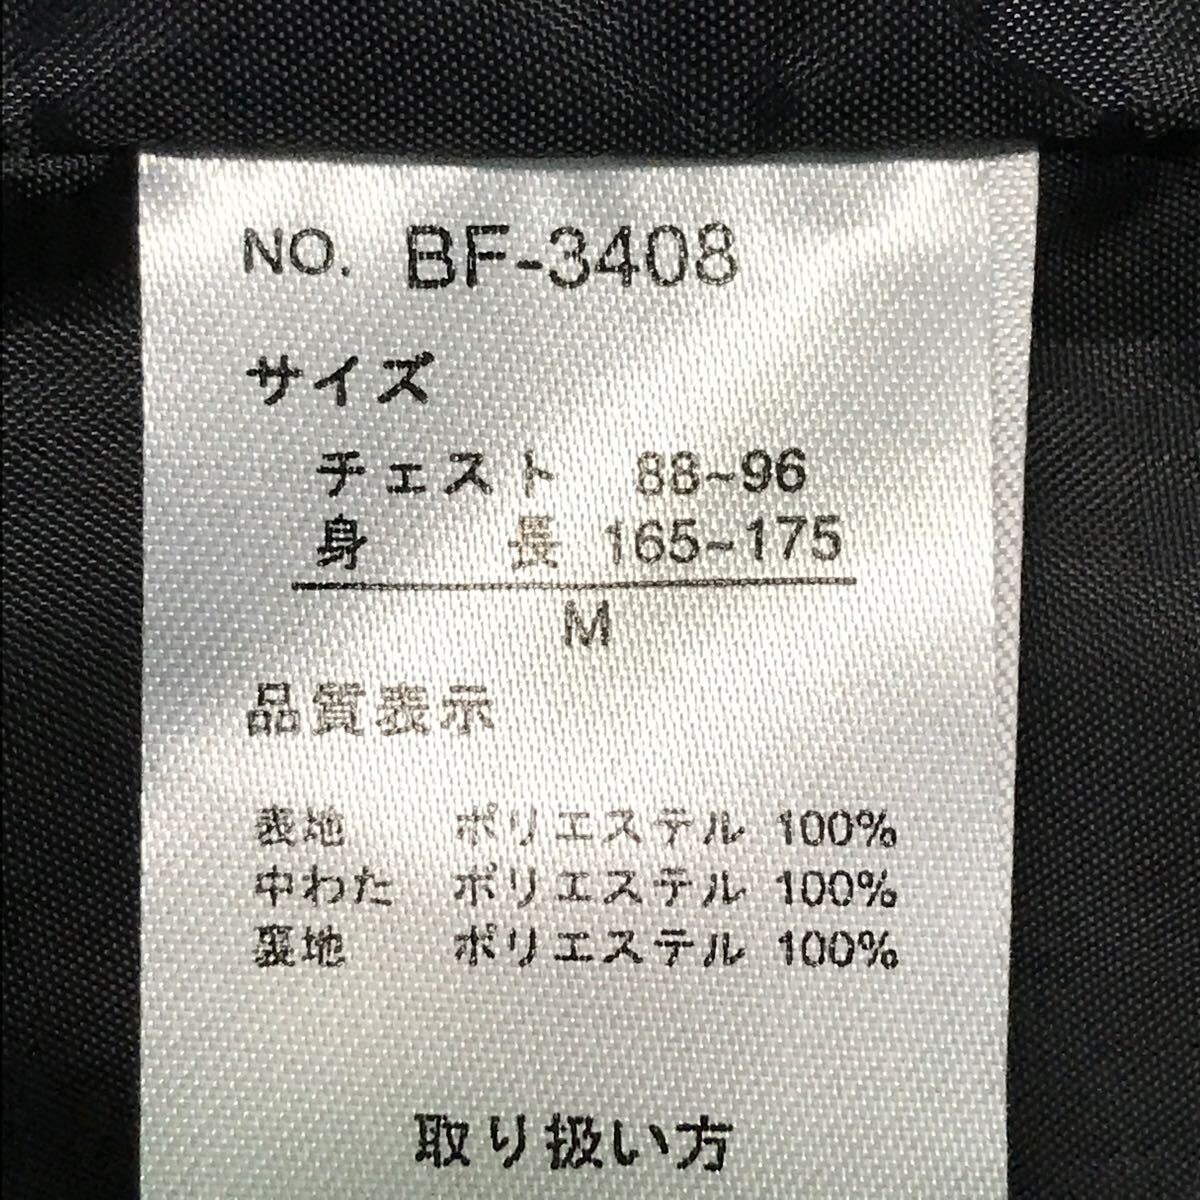 NO. BF-3408
サイズ
チェスト 88~96
身長 165~175
M
品質表示
表地 ポリエステル 100%
中わた ポリエステル 100%
裏地 ポリエステル 100%
取り扱い方